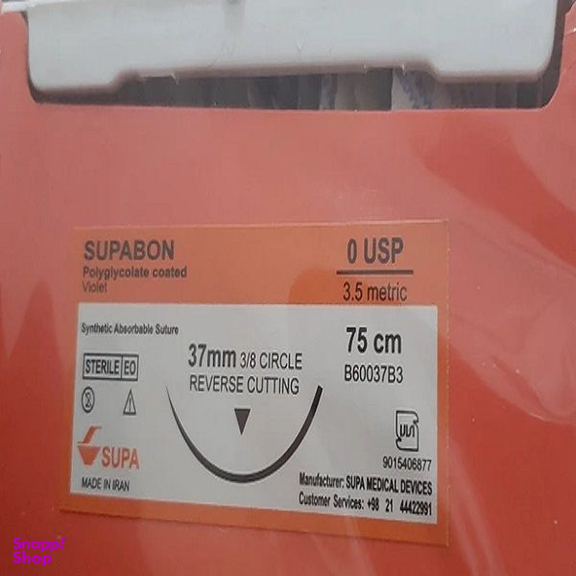 SUPABON
Polyglycolate coated
Violet
0 USP
3.5 metric
Synthetic Absorbable Suture
STERILE EO
37mm 3/8 CIRCLE
REVERSE CUTTING
75 cm
B60037B3
SUPA
MADE IN IRAN
9015406877
Manufacturer: SUPA MEDICAL DEVICES
Customer Services: +98 21 44422991
Snapp!
Shop